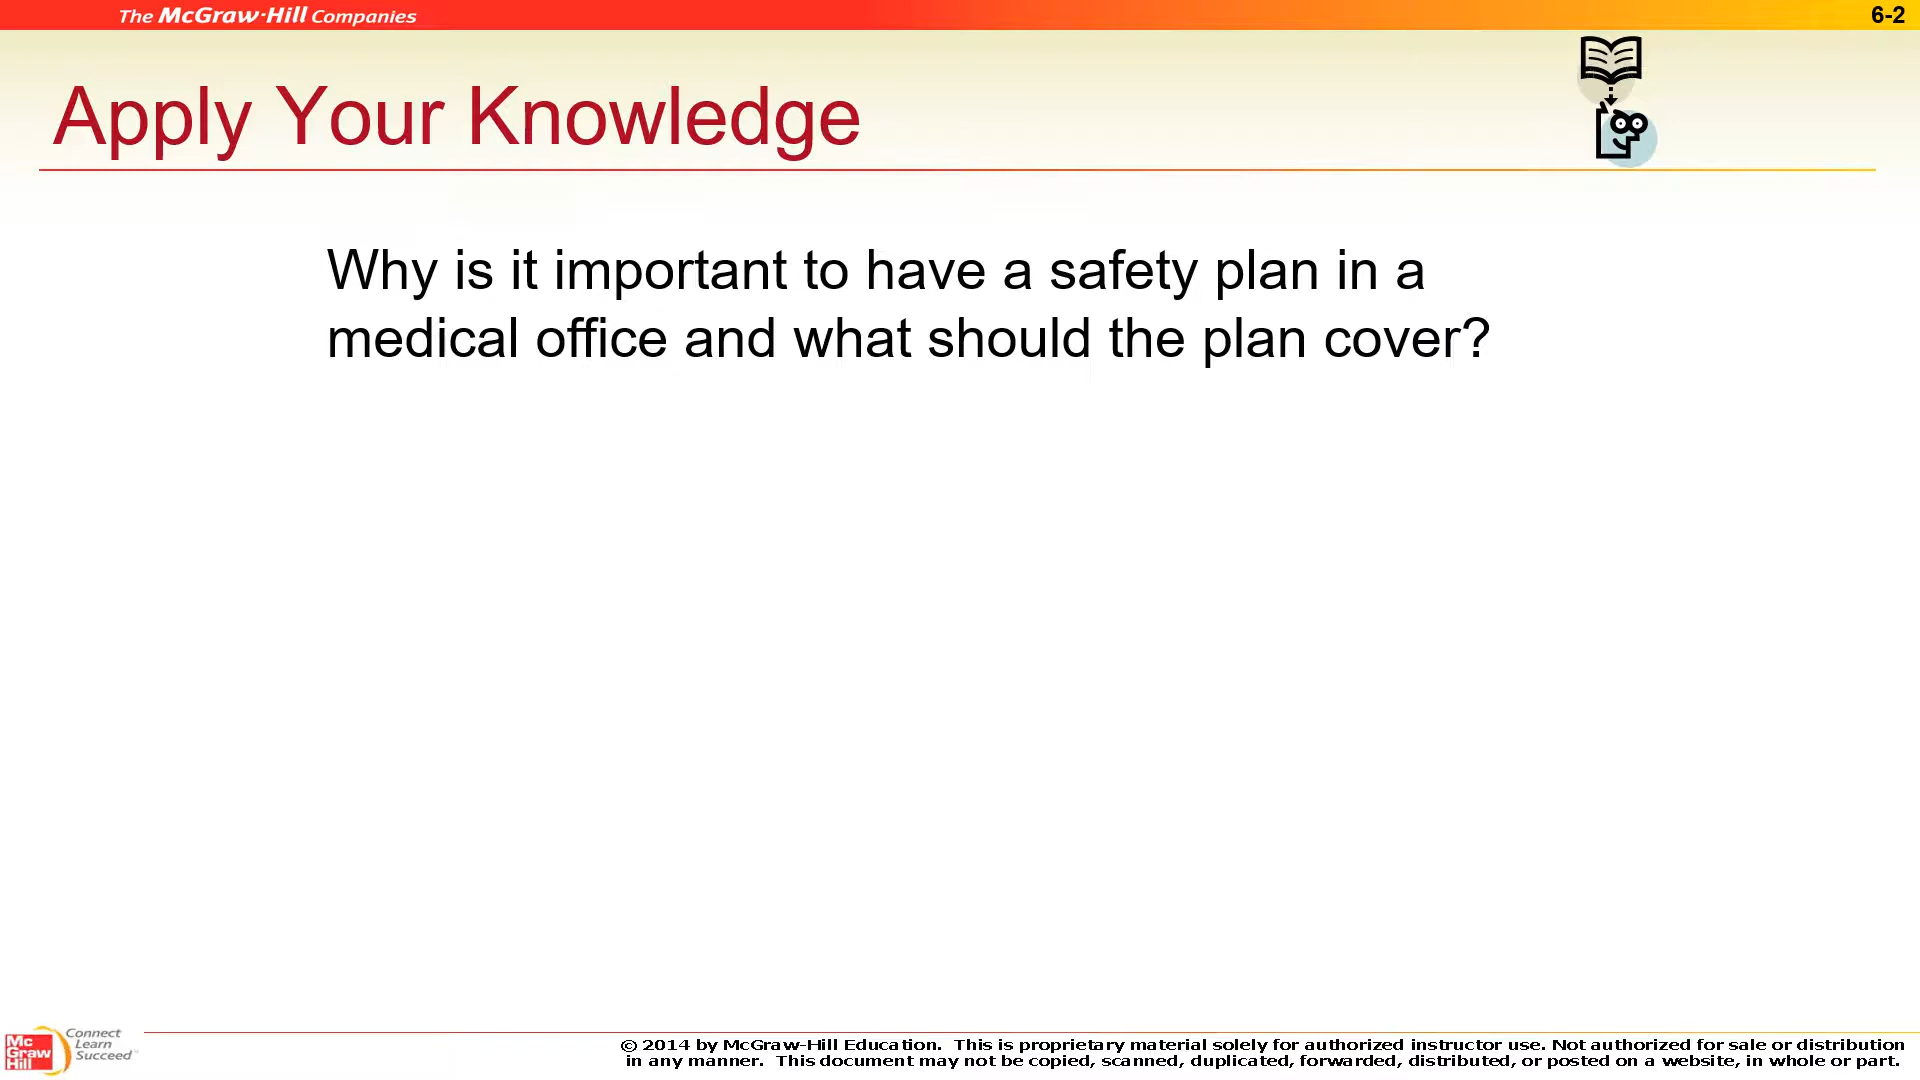 The McGraw-Hill Companies
6-2
Apply Your Knowledge
Why is it important to have a safety plan in a
medical office and what should the plan cover?
Mc
Graw
Hill
Connect
Learn
Succeed™
© 2014 by McGraw-Hill Education. This is proprietary material solely for authorized instructor use. Not authorized for sale or distribution
in any manner. This document may not be copied, scanned, duplicated, forwarded, distributed, or posted on a website, in whole or part.